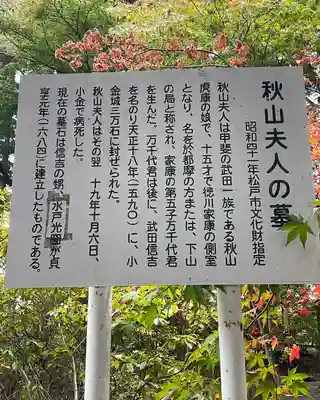 秋山夫人の墓
昭和四十一年松戸市文化財指定
秋山夫人は甲斐の武田一族である秋山
虎康の娘で、十五才で徳川家康の側室
となり、名を於都摩の方または、下山
の局と称され、家康の第五子万千代君
を生んだ。万千代君は後に、武田信吉
を名のり天正十八年(一五九〇)に、小
金城三万石に封ぜられた。
秋山夫人はその翌 十九年十月六日、
小金で病死した。
現在の墓石は信吉の甥、水戸光圀が貞
享元年(一六八四)に建立したものである。